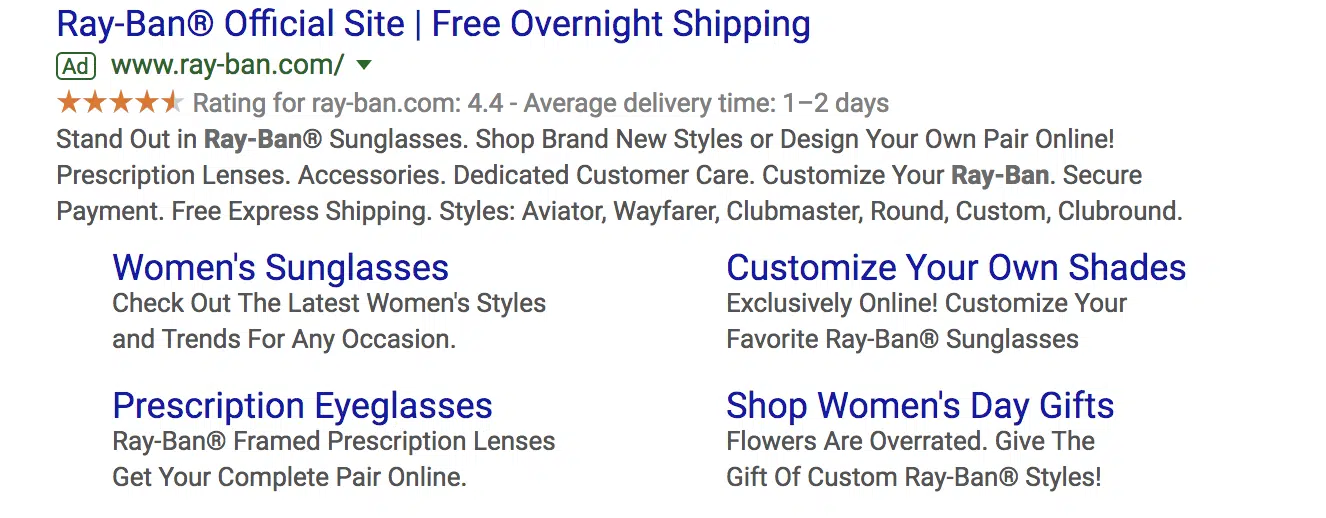 Ray-Ban® Official Site | Free Overnight Shipping
Ad www.ray-ban.com/
Rating for ray-ban.com: 4.4 - Average delivery time: 1–2 days
Stand Out in Ray-Ban® Sunglasses. Shop Brand New Styles or Design Your Own Pair Online!
Prescription Lenses. Accessories. Dedicated Customer Care. Customize Your Ray-Ban. Secure
Payment. Free Express Shipping. Styles: Aviator, Wayfarer, Clubmaster, Round, Custom, Clubround.
Women's Sunglasses
Check Out The Latest Women's Styles
and Trends For Any Occasion.
Customize Your Own Shades
Exclusively Online! Customize Your
Favorite Ray-Ban® Sunglasses
Prescription Eyeglasses
Ray-Ban® Framed Prescription Lenses
Get Your Complete Pair Online.
Shop Women's Day Gifts
Flowers Are Overrated. Give The
Gift Of Custom Ray-Ban® Styles!